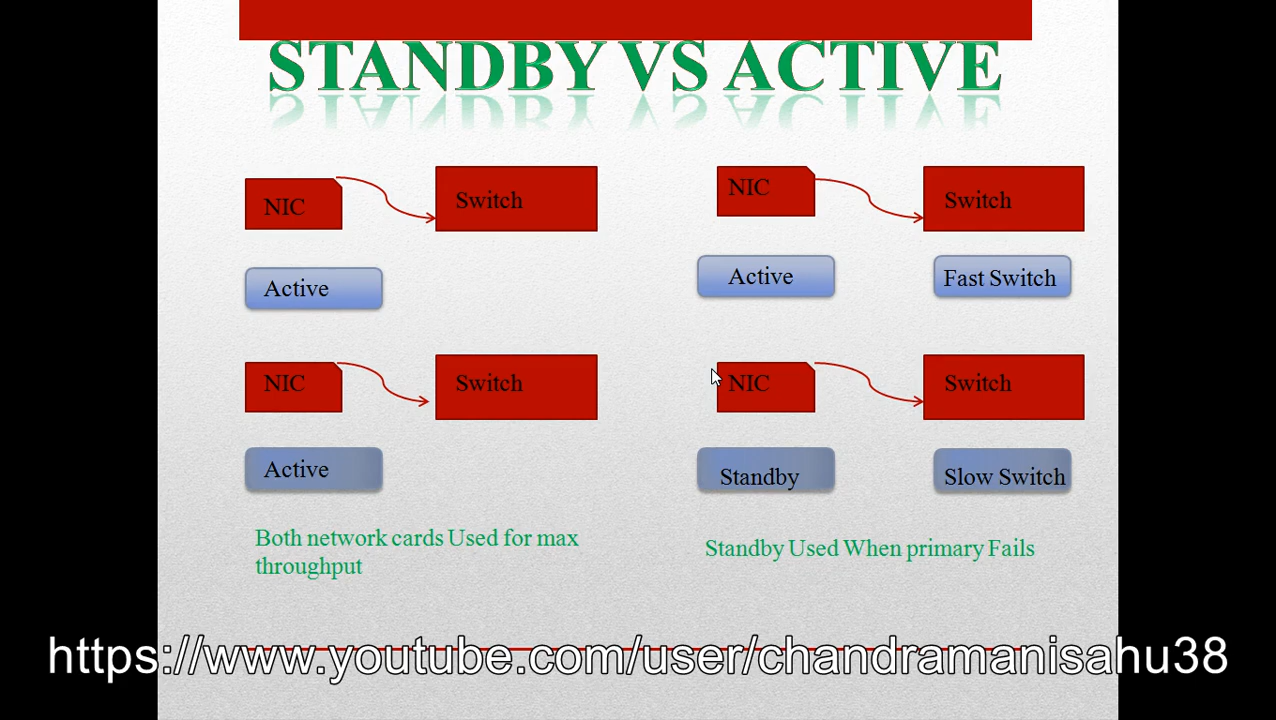 STANDBY VS ACTIVE
NIC
Switch
Active
NIC
Switch
Active
Both network cards Used for max
throughput
NIC
Switch
Active
Fast Switch
NIC
Switch
Standby
Slow Switch
Standby Used When primary Fails
https://www.youtube.com/user/chandramanisahu38